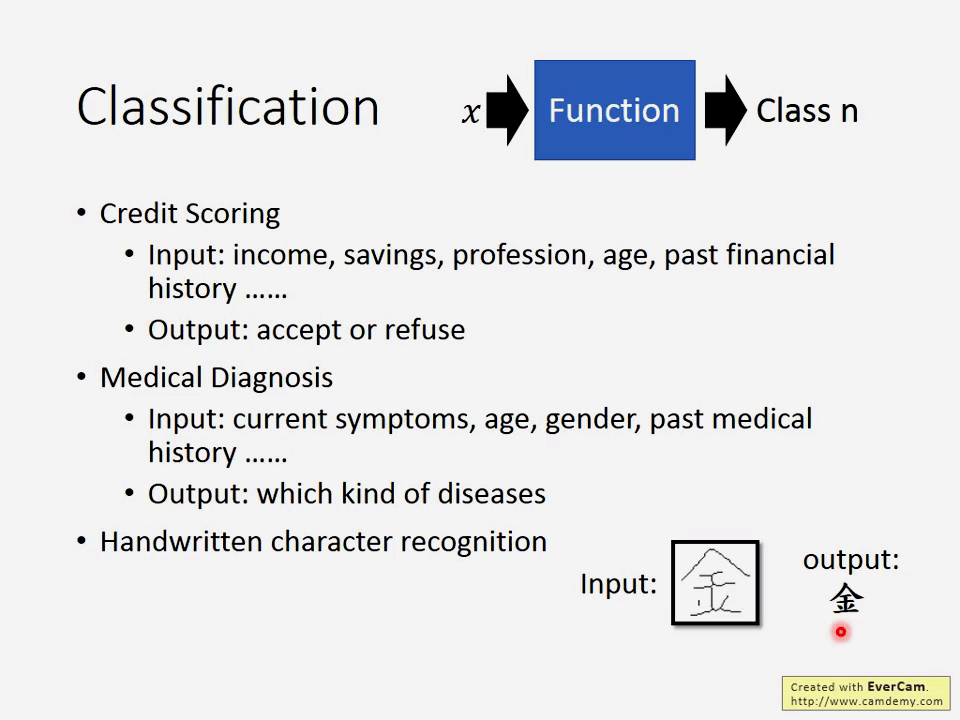 Classification
x
Function
Class n
• Credit Scoring
• Input: income, savings, profession, age, past financial
history ……
• Output: accept or refuse
• Medical Diagnosis
• Input: current symptoms, age, gender, past medical
history ……
• Output: which kind of diseases
• Handwritten character recognition
Input:
金
output:
金
Created with EverCam.
http://www.camdemy.com